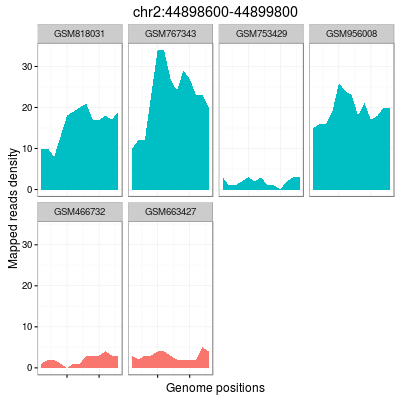 chr2:44898600-44899800
GSM818031 GSM767343 GSM753429 GSM956008
30
20
10
0
Mapped reads density
GSM466732 GSM663427
30
20
10
0
Genome positions